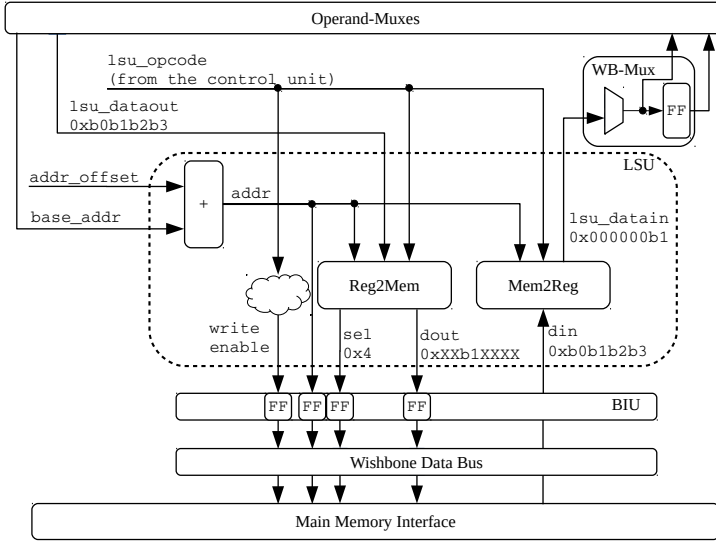 Operand-Muxes
lsu_opcode
(from the control unit)
WB-Mux
FF
lsu_dataout
0xb0b1b2b3
LSU
addr_offset
+
addr
base_addr
lsu_datain
0x000000b1
Reg2Mem
Mem2Reg
write
enable
sel
0x4
dout
0xXXb1XXXX
din
0xb0b1b2b3
FF
FF
FF
FF
BIU
Wishbone Data Bus
Main Memory Interface